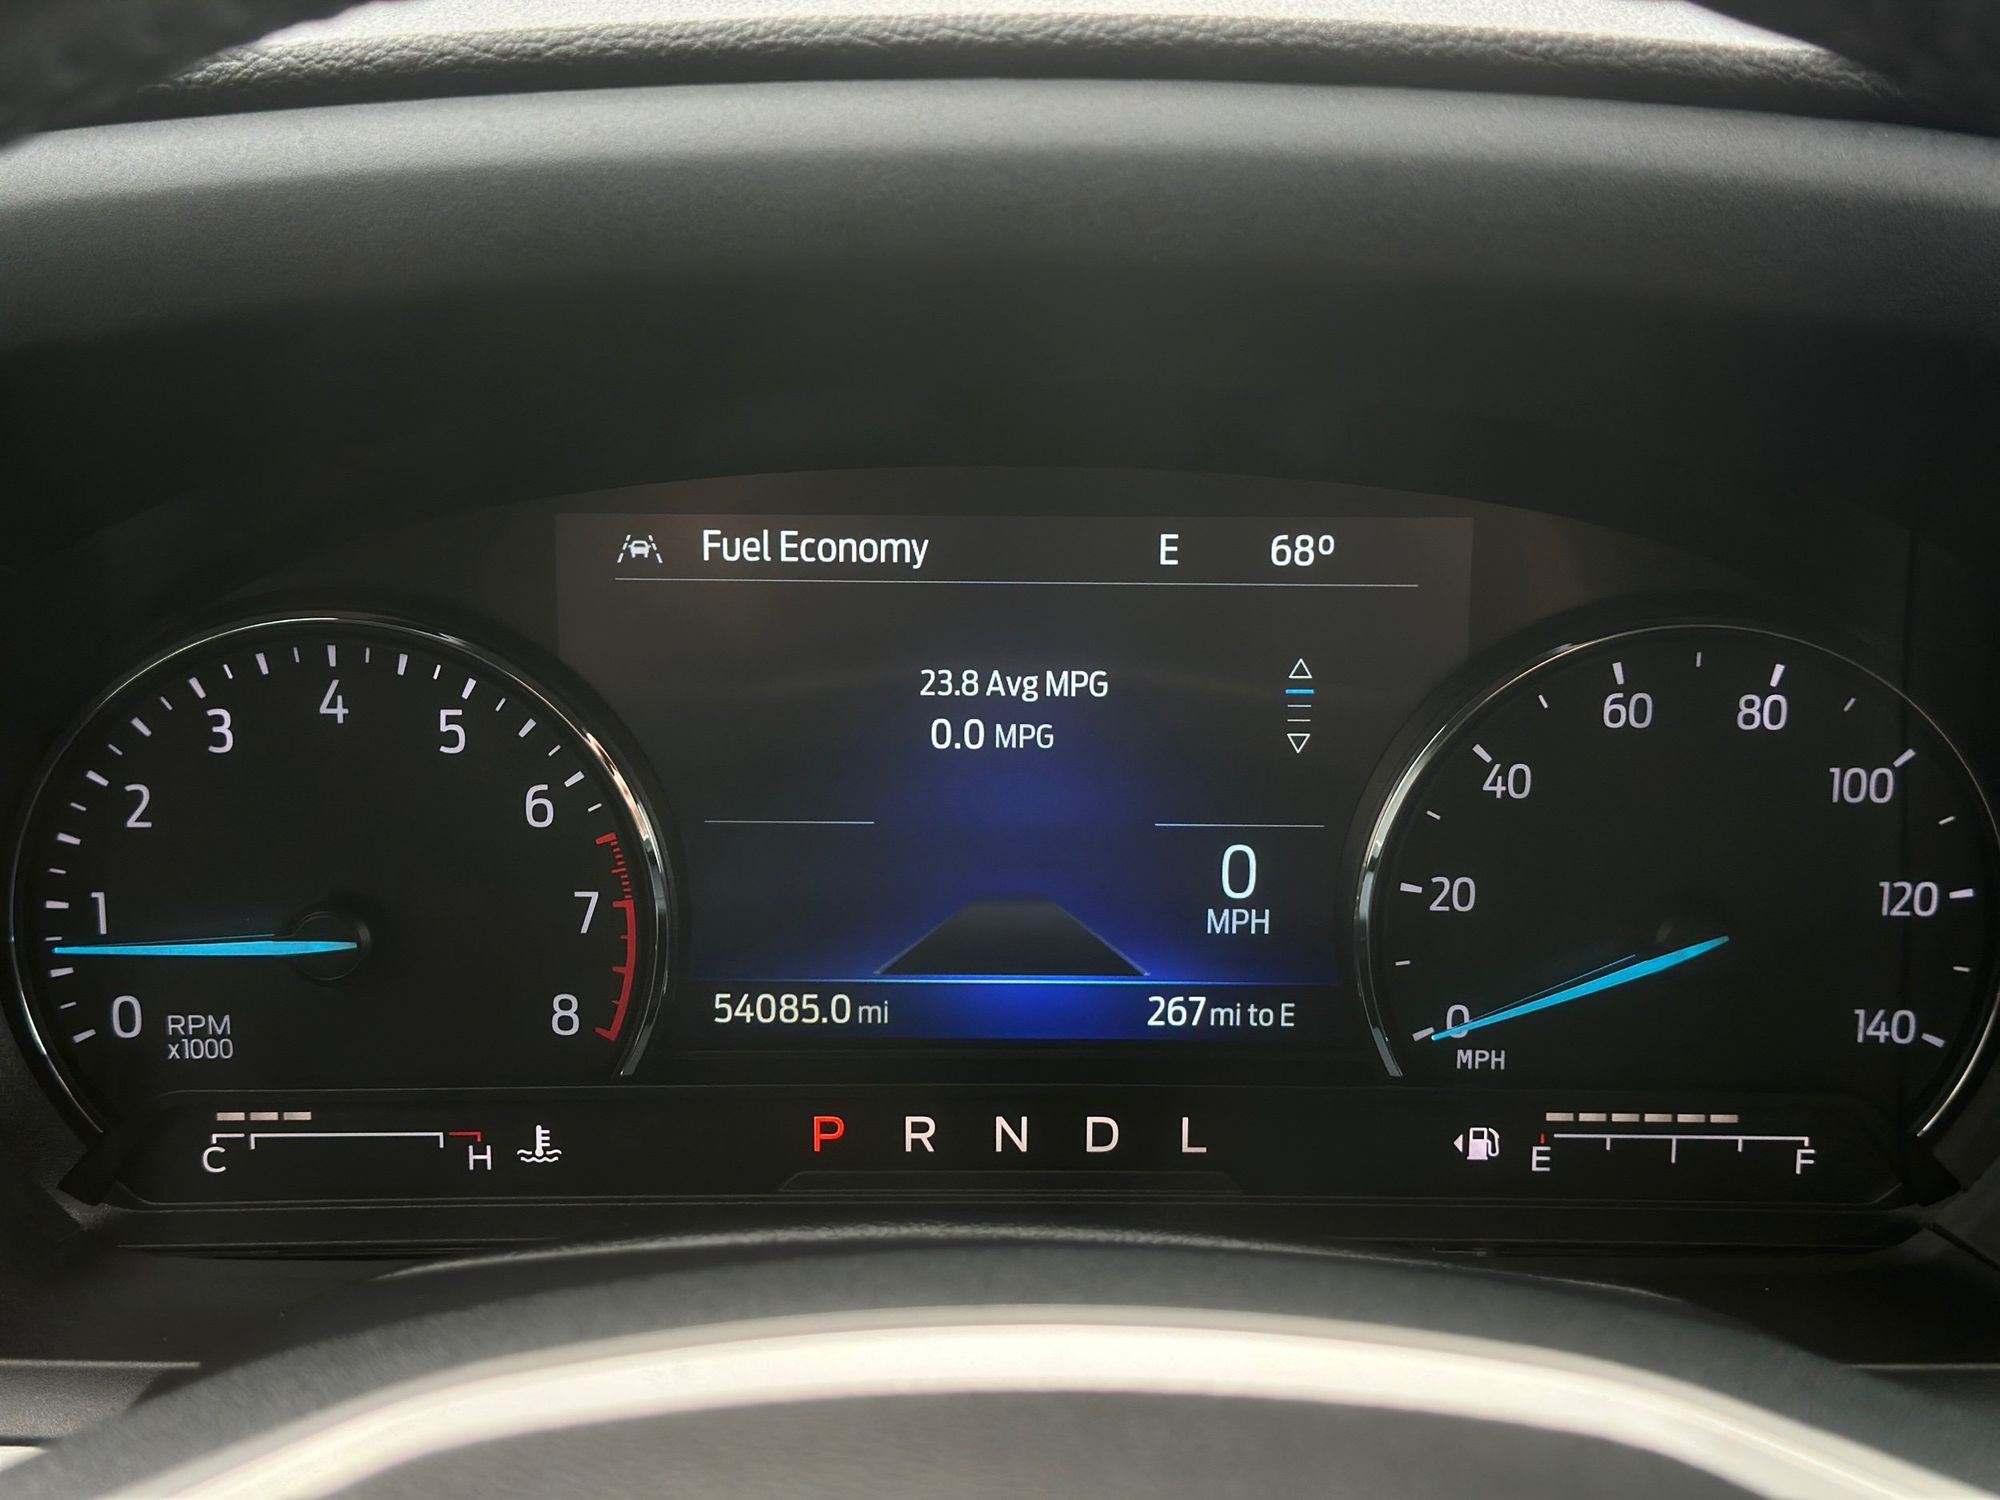 Fuel Economy E 68º
23.8 Avg MPG
0.0 MPG
0 1 2 3 4 5 6 7 8
RPM
x1000
0
MPH
0 20 40 60 80 100 120 140
MPH
54085.0 mi 267 mi to E
C H
P R N D L
E F